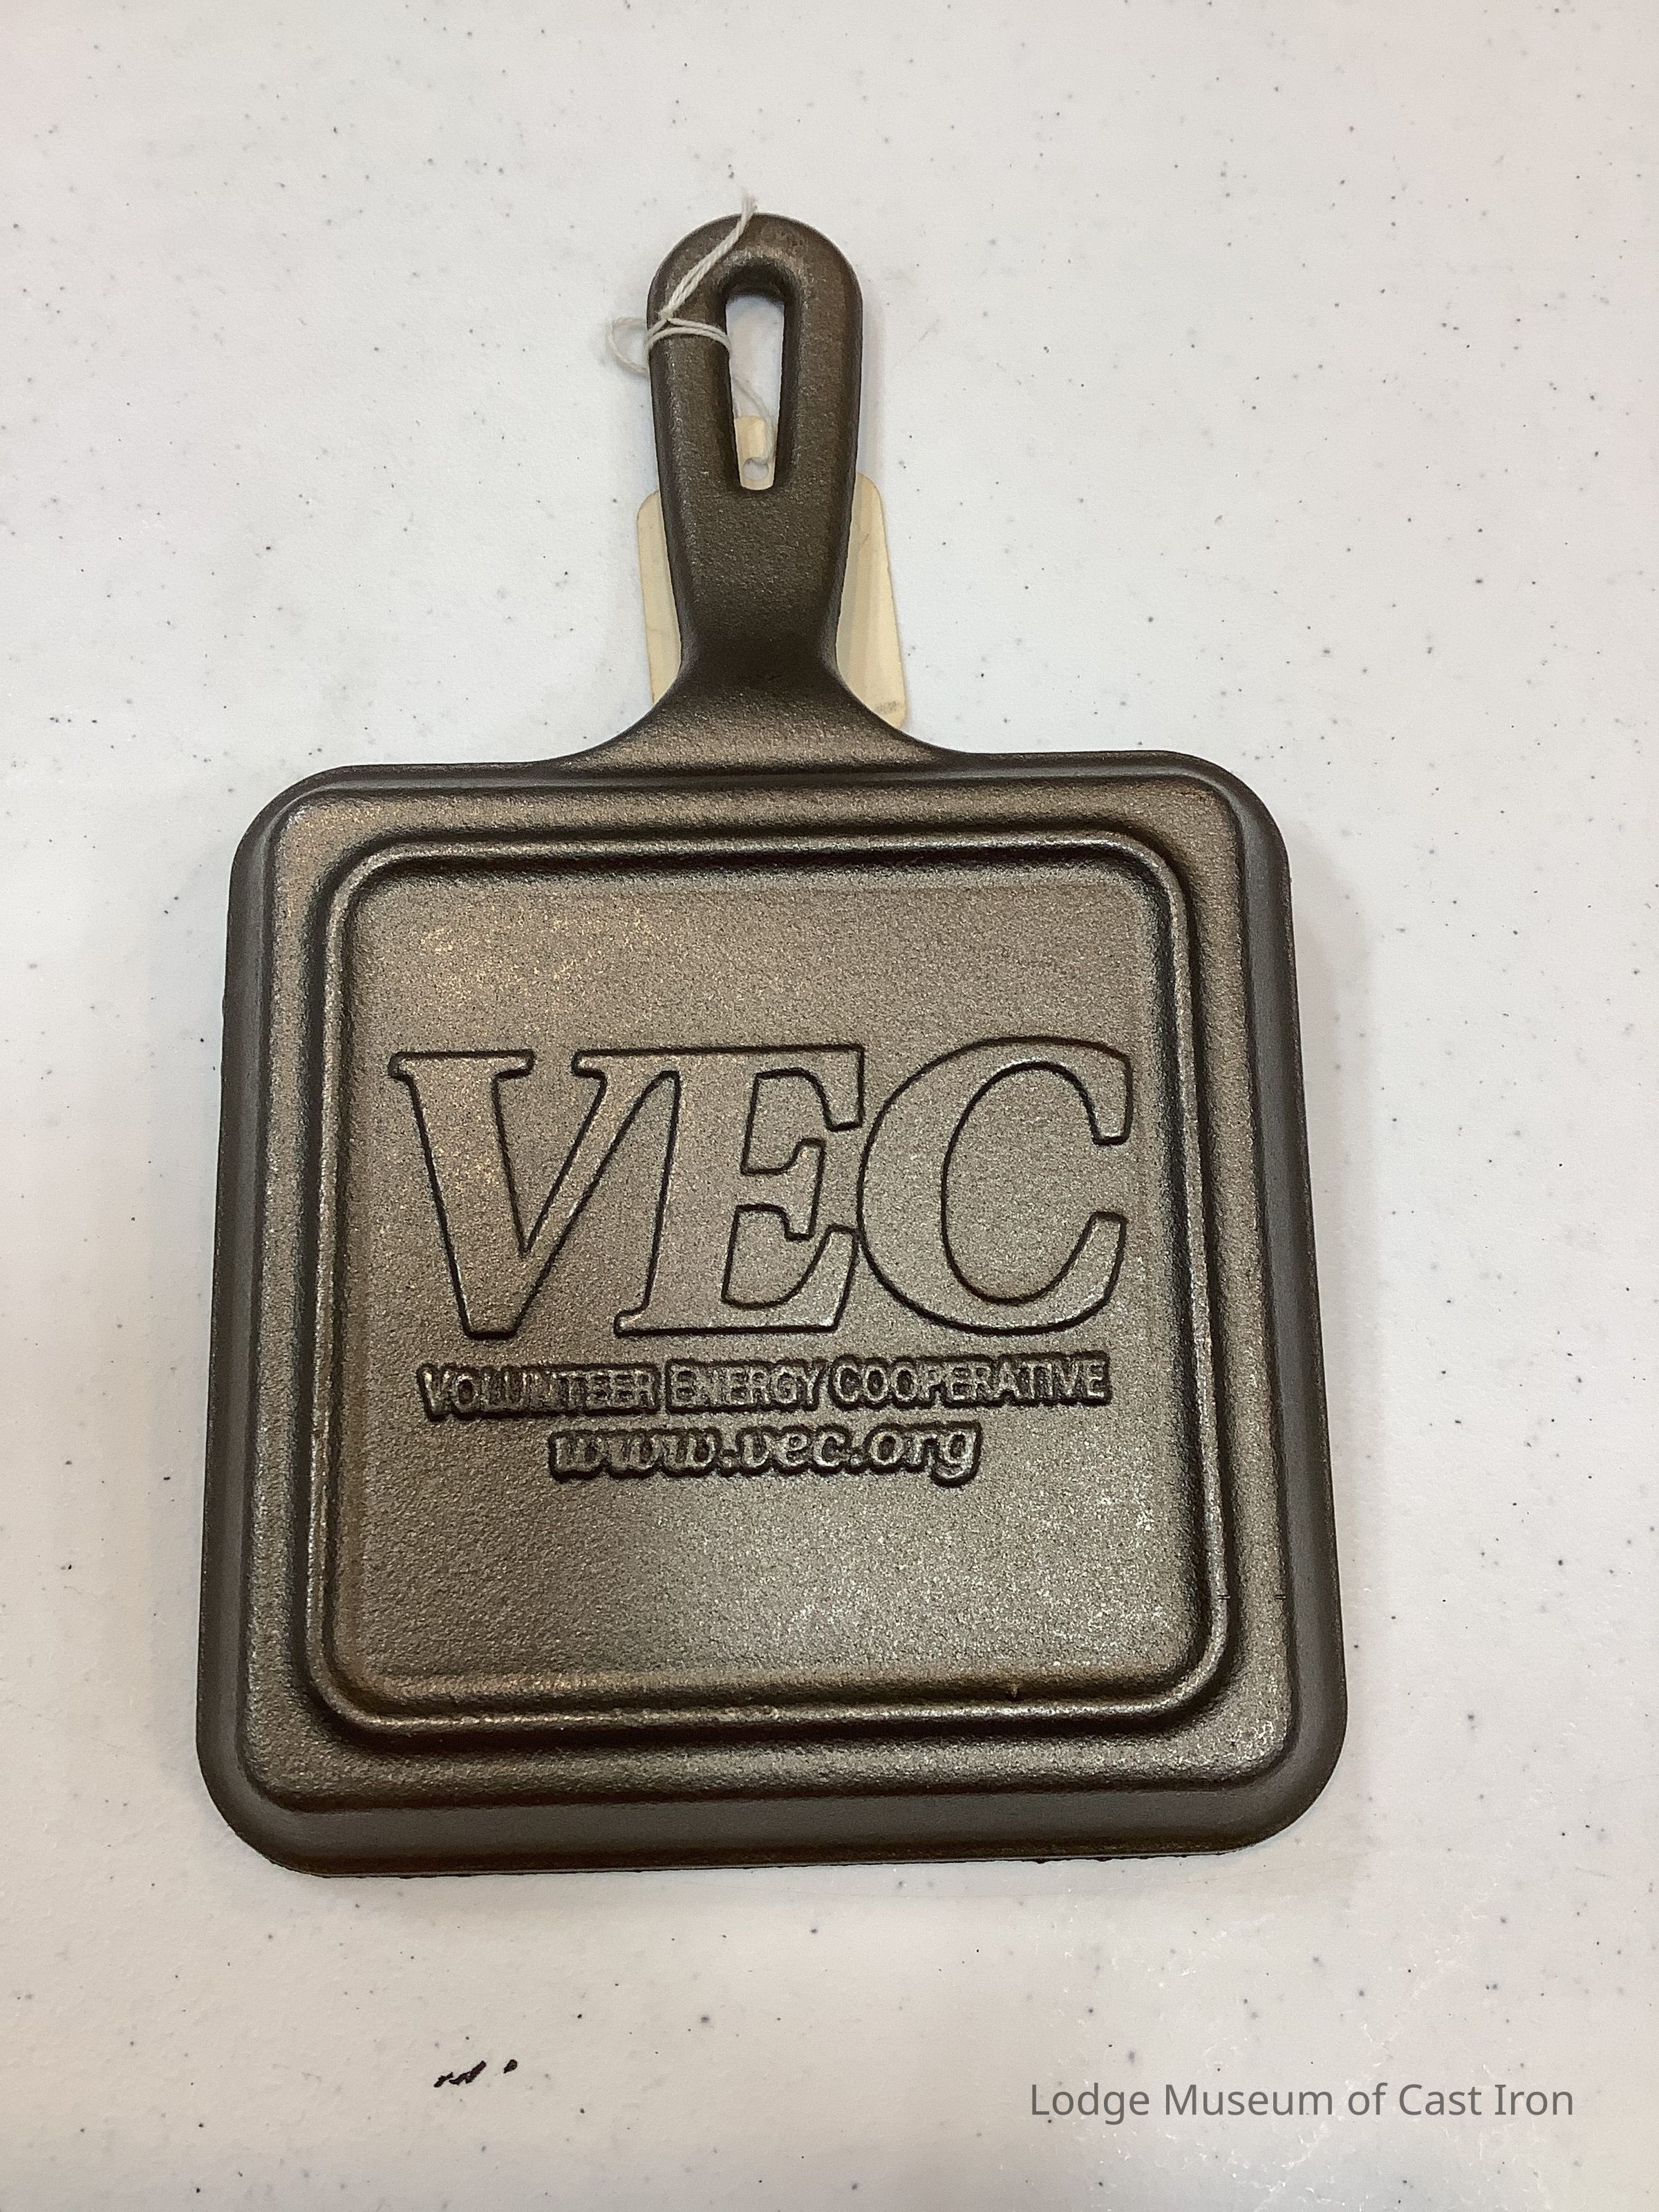 VEC
VOLUNTEER ENERGY COOPERATIVE
www.vec.org
Lodge Museum of Cast Iron